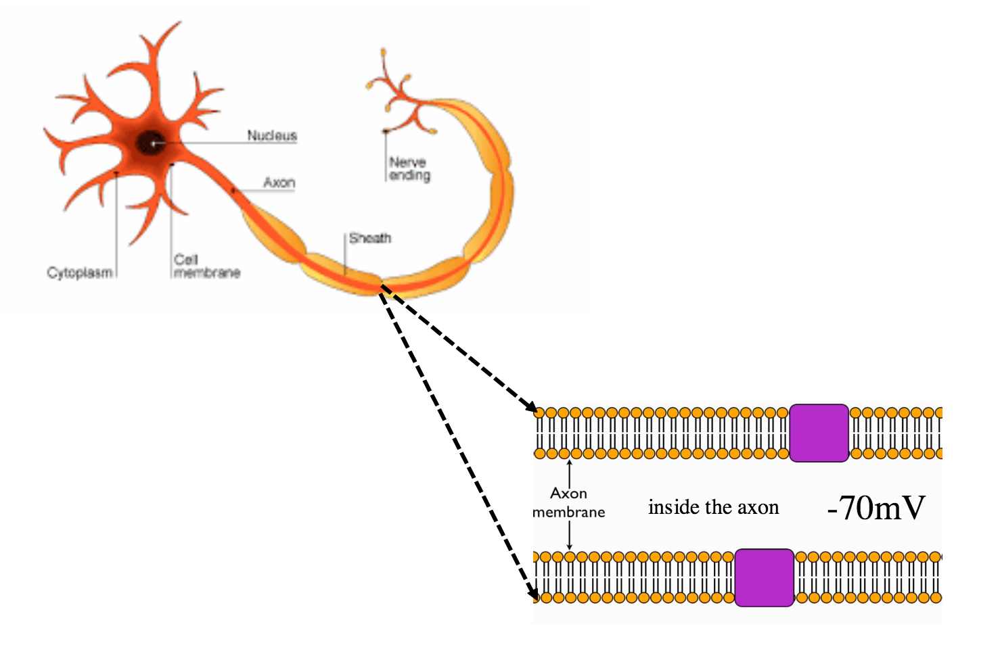 Nucleus
Axon
Nerve
ending
Sheath
Cell
membrane
Cytoplasm
Axon
membrane
inside the axon
-70mV